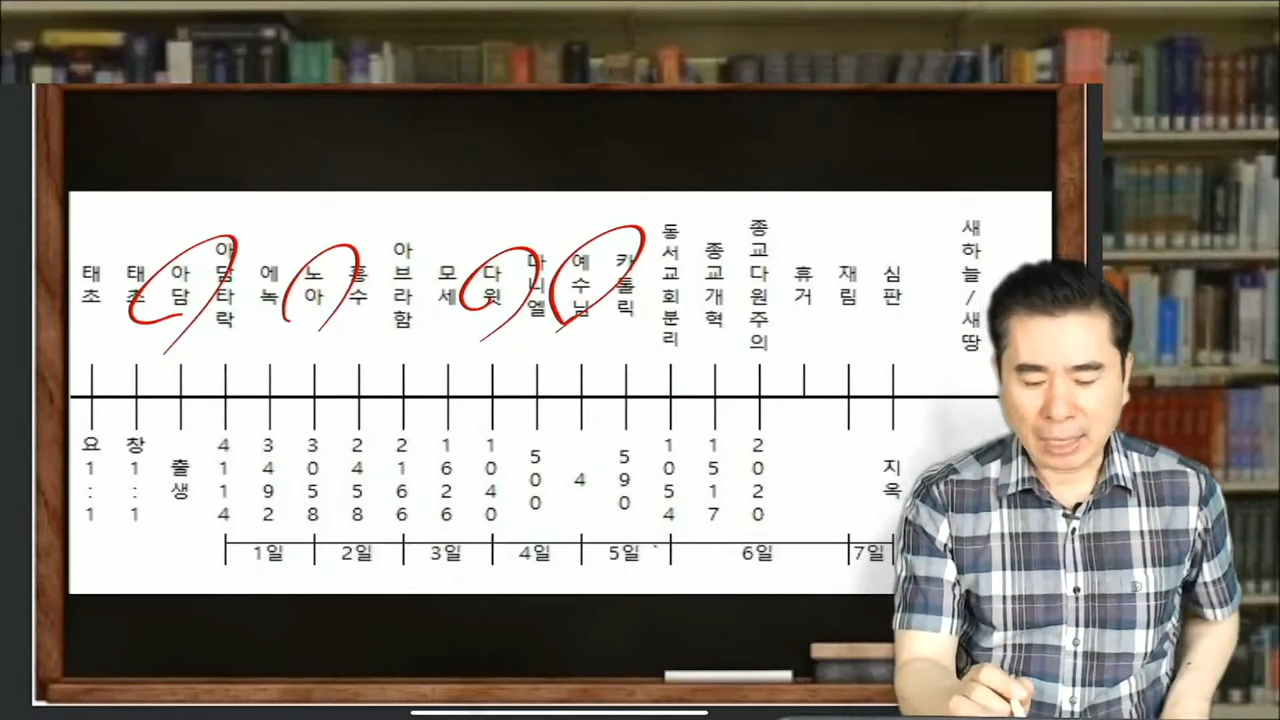 태초
태초
아담
아담타락
에녹
노아
홍수
아브라함
모세
다윗
다니엘
예수님
카톨릭
동서교회분리
종교개혁
종교다원주의
휴거
재림
심판
새하늘/새땅
요1:1
창1:1
출생
4114
3492
3058
2458
2166
1626
1040
500
4
590
1054
1517
2020
지옥
1일
2일
3일
4일
5일
6일
7일